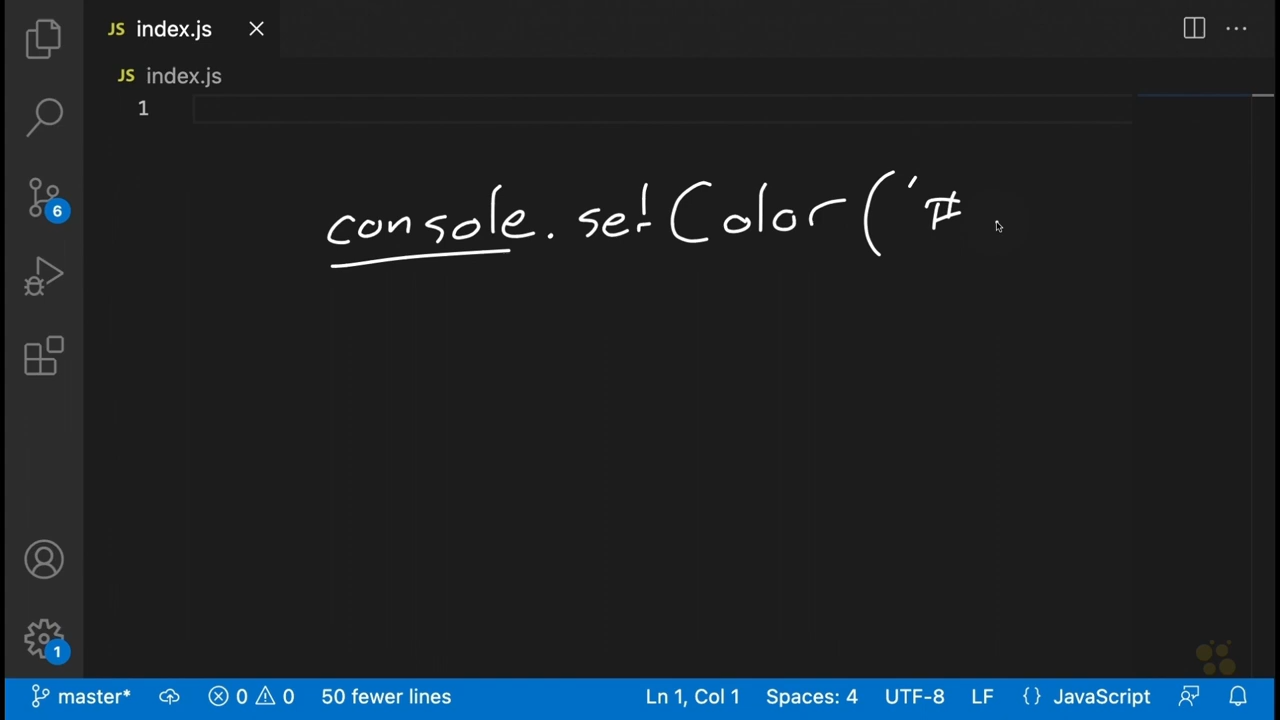 JS index.js
JS index.js
1
console.setColor('#
6
1
master* 0 0 50 fewer lines Ln 1, Col 1 Spaces: 4 UTF-8 LF {} JavaScript